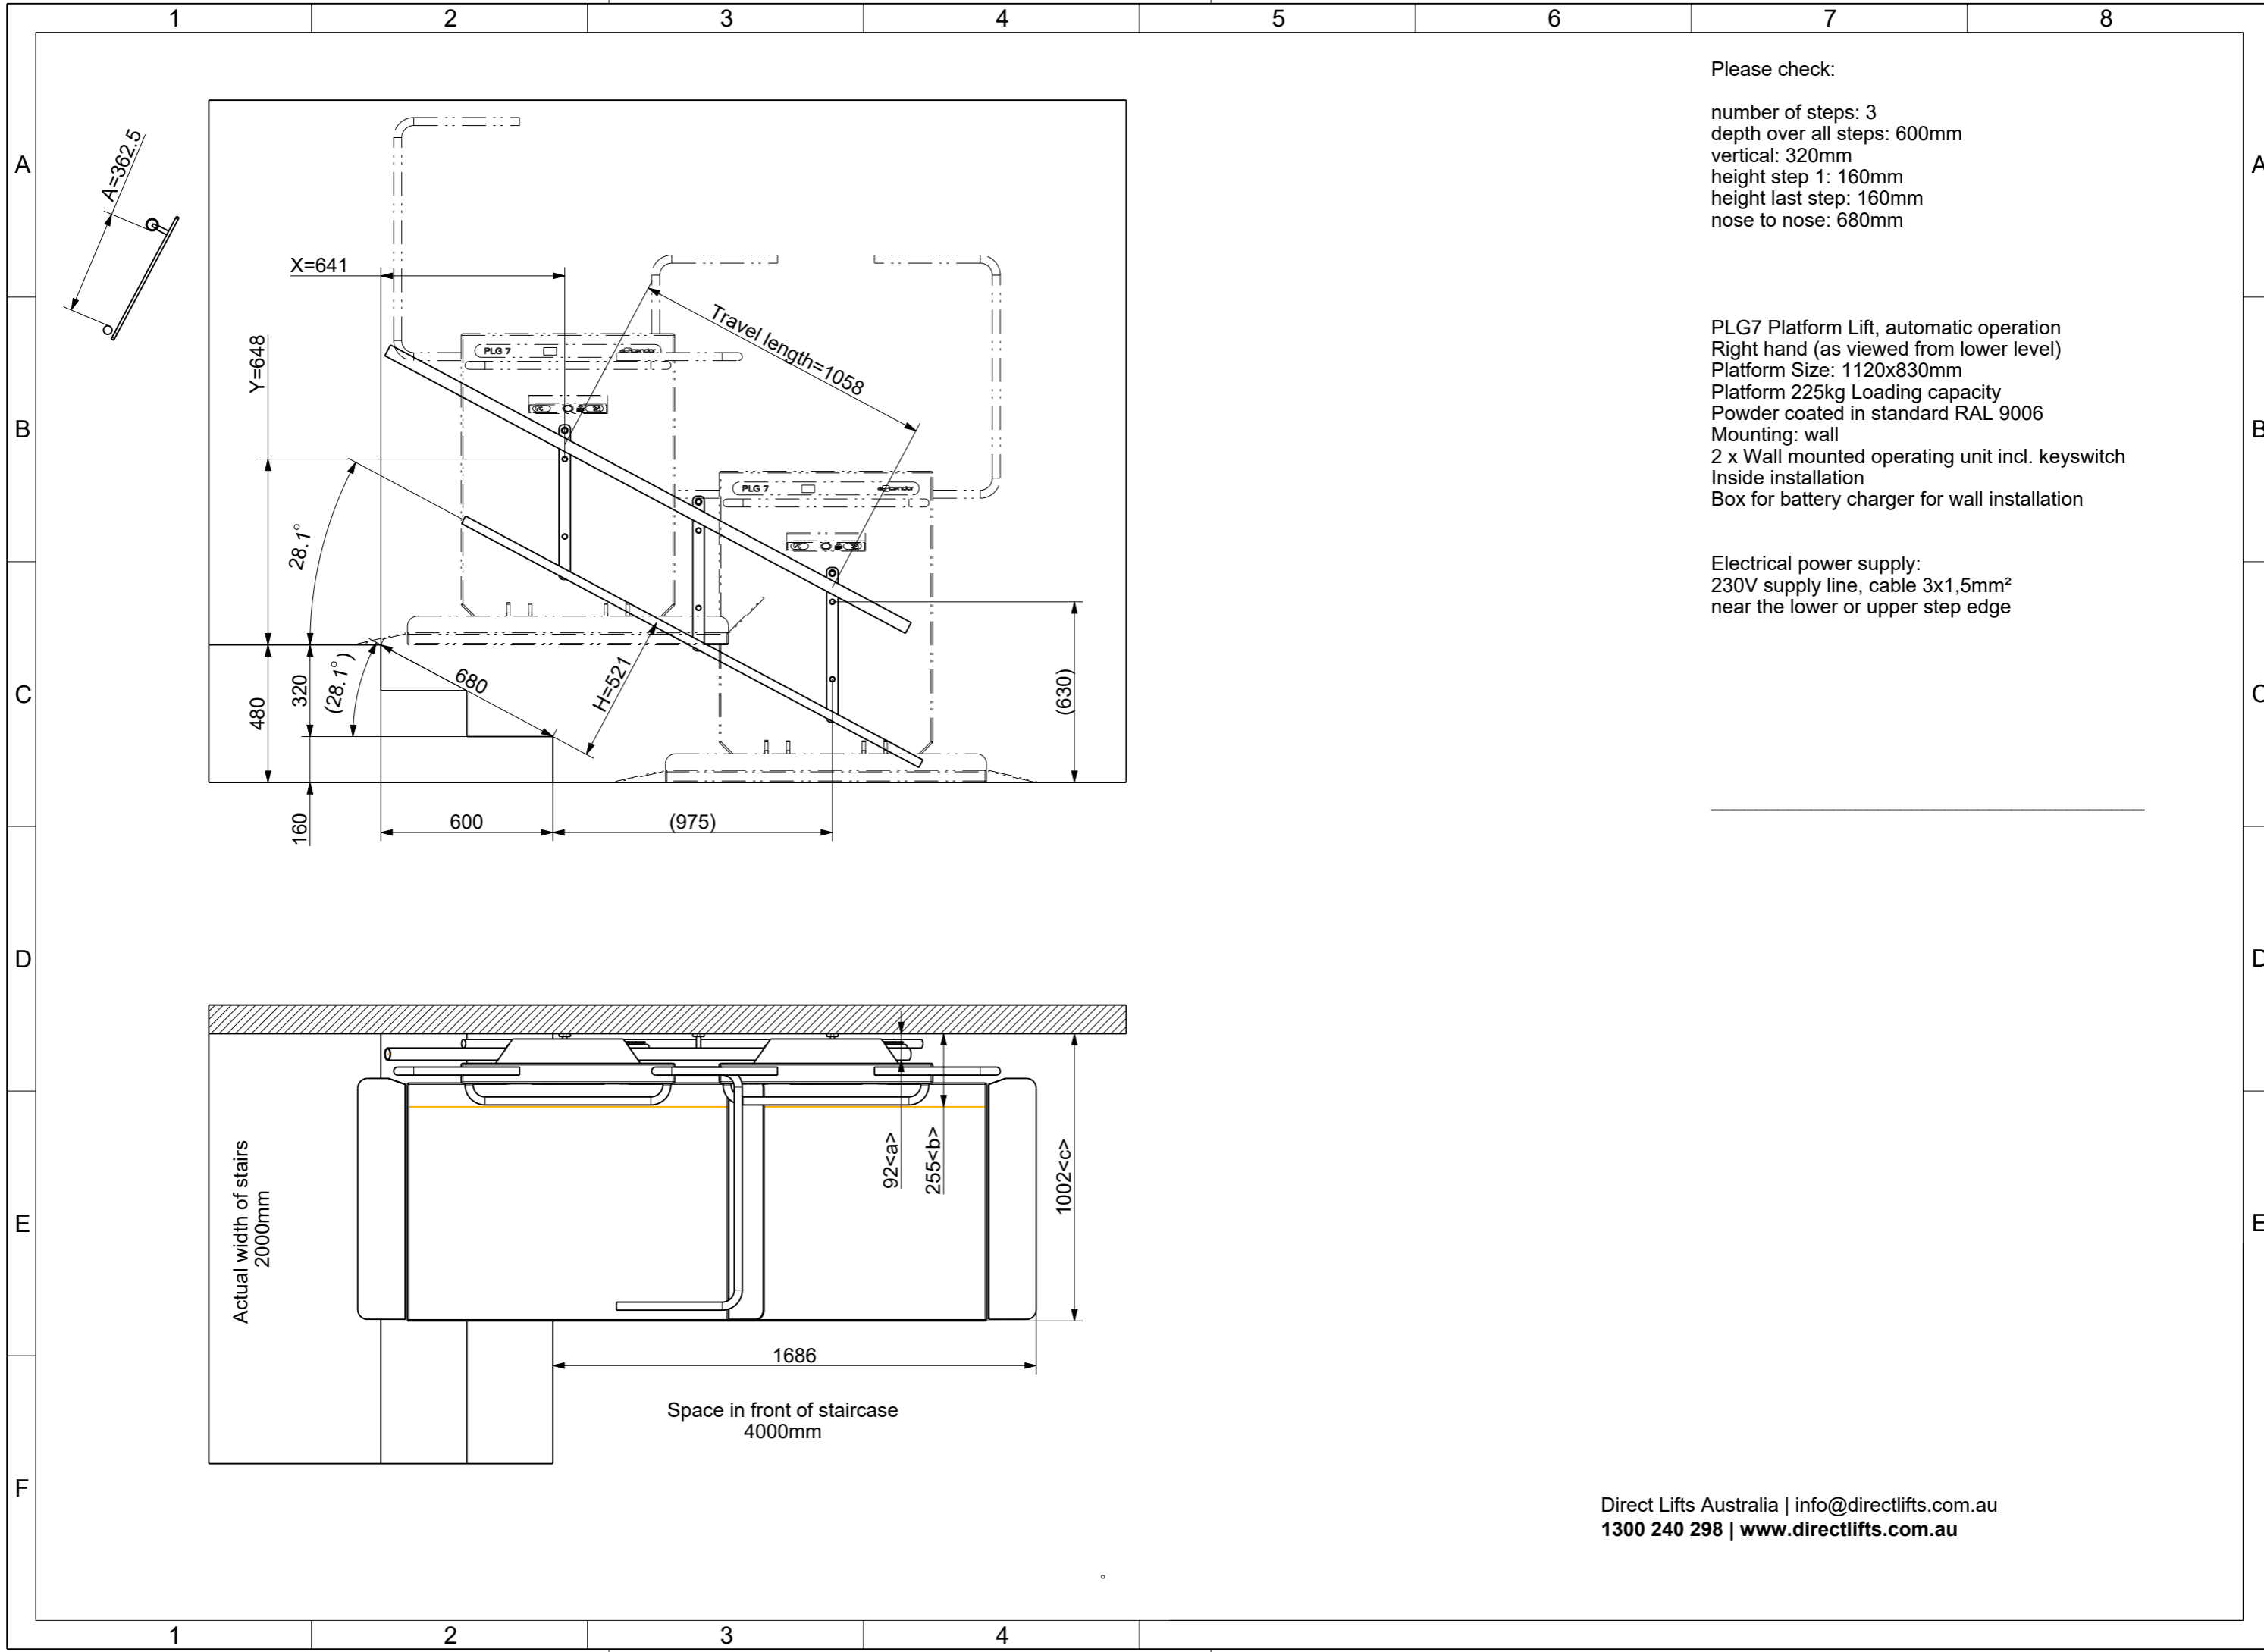 1 2 3 4 5 6 7 8
A
B
C
D
E
F
A
B
C
D
E
A=362.5
X=641
Y=648
Travel length=1058
PLG 7
PLG 7
28.1°
(28.1°)
680
H=521
480
320
160
600
(975)
(630)
Please check:
number of steps: 3
depth over all steps: 600mm
vertical: 320mm
height step 1: 160mm
height last step: 160mm
nose to nose: 680mm
PLG7 Platform Lift, automatic operation
Right hand (as viewed from lower level)
Platform Size: 1120x830mm
Platform 225kg Loading capacity
Powder coated in standard RAL 9006
Mounting: wall
2 x Wall mounted operating unit incl. keyswitch
Inside installation
Box for battery charger for wall installation
Electrical power supply:
230V supply line, cable 3x1,5mm²
near the lower or upper step edge
Actual width of stairs
2000mm
92<a>
255<b>
1002<c>
1686
Space in front of staircase
4000mm
Direct Lifts Australia | info@directlifts.com.au
1300 240 298 | www.directlifts.com.au
1 2 3 4